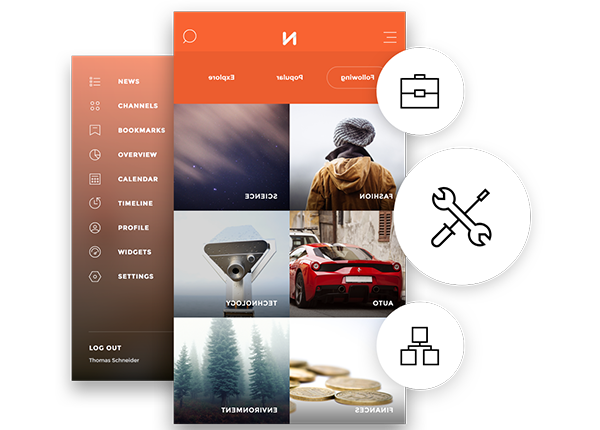 NEWS
CHANNELS
BOOKMARKS
OVERVIEW
CALENDAR
TIMELINE
PROFILE
WIDGETS
SETTINGS
LOG OUT
Thomas Schneider
N
Explore Popular Following
SCIENCE FASHION
TECHNOLOGY AUTO
ENVIRONMENT FINANCES